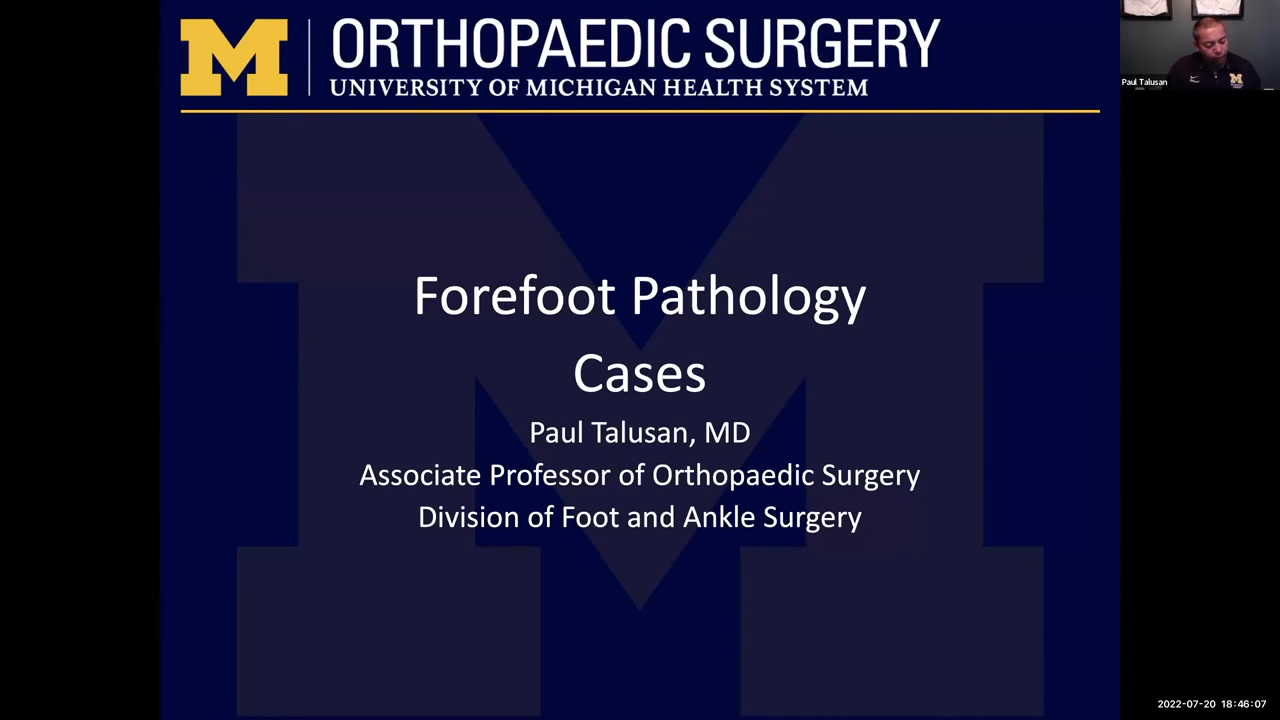 M
ORTHOPAEDIC SURGERY
UNIVERSITY OF MICHIGAN HEALTH SYSTEM
Paul Talusan
M
Forefoot Pathology
Cases
Paul Talusan, MD
Associate Professor of Orthopaedic Surgery
Division of Foot and Ankle Surgery
2022-07-20 18:46:07